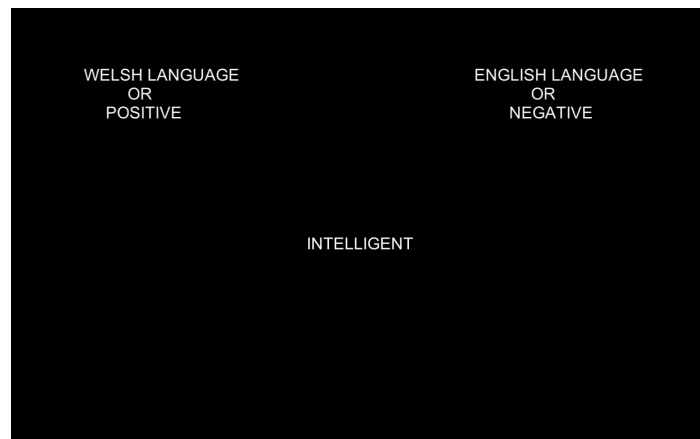 WELSH LANGUAGE
OR
POSITIVE
ENGLISH LANGUAGE
OR
NEGATIVE
INTELLIGENT